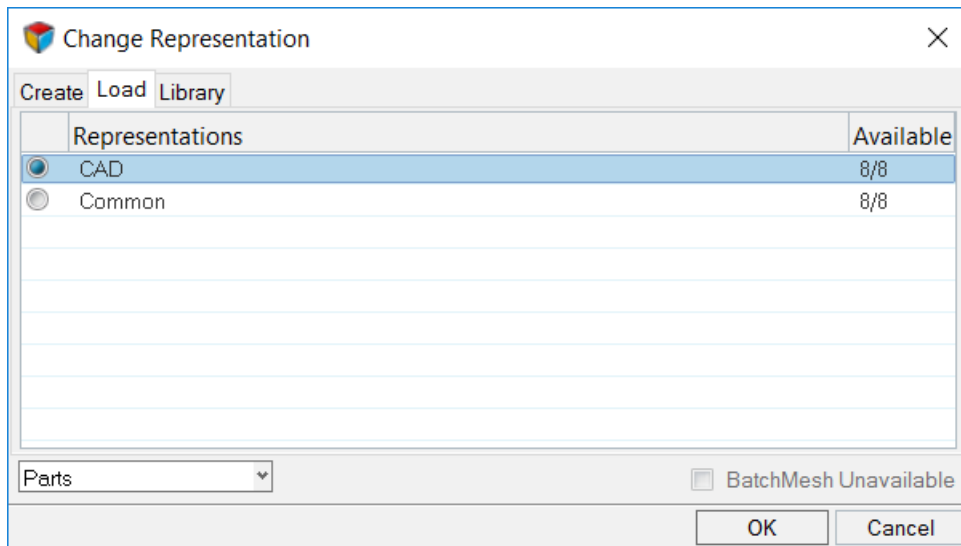 Change Representation
Create Load Library
Representations Available
CAD 8/8
Common 8/8
Parts BatchMesh Unavailable
OK Cancel